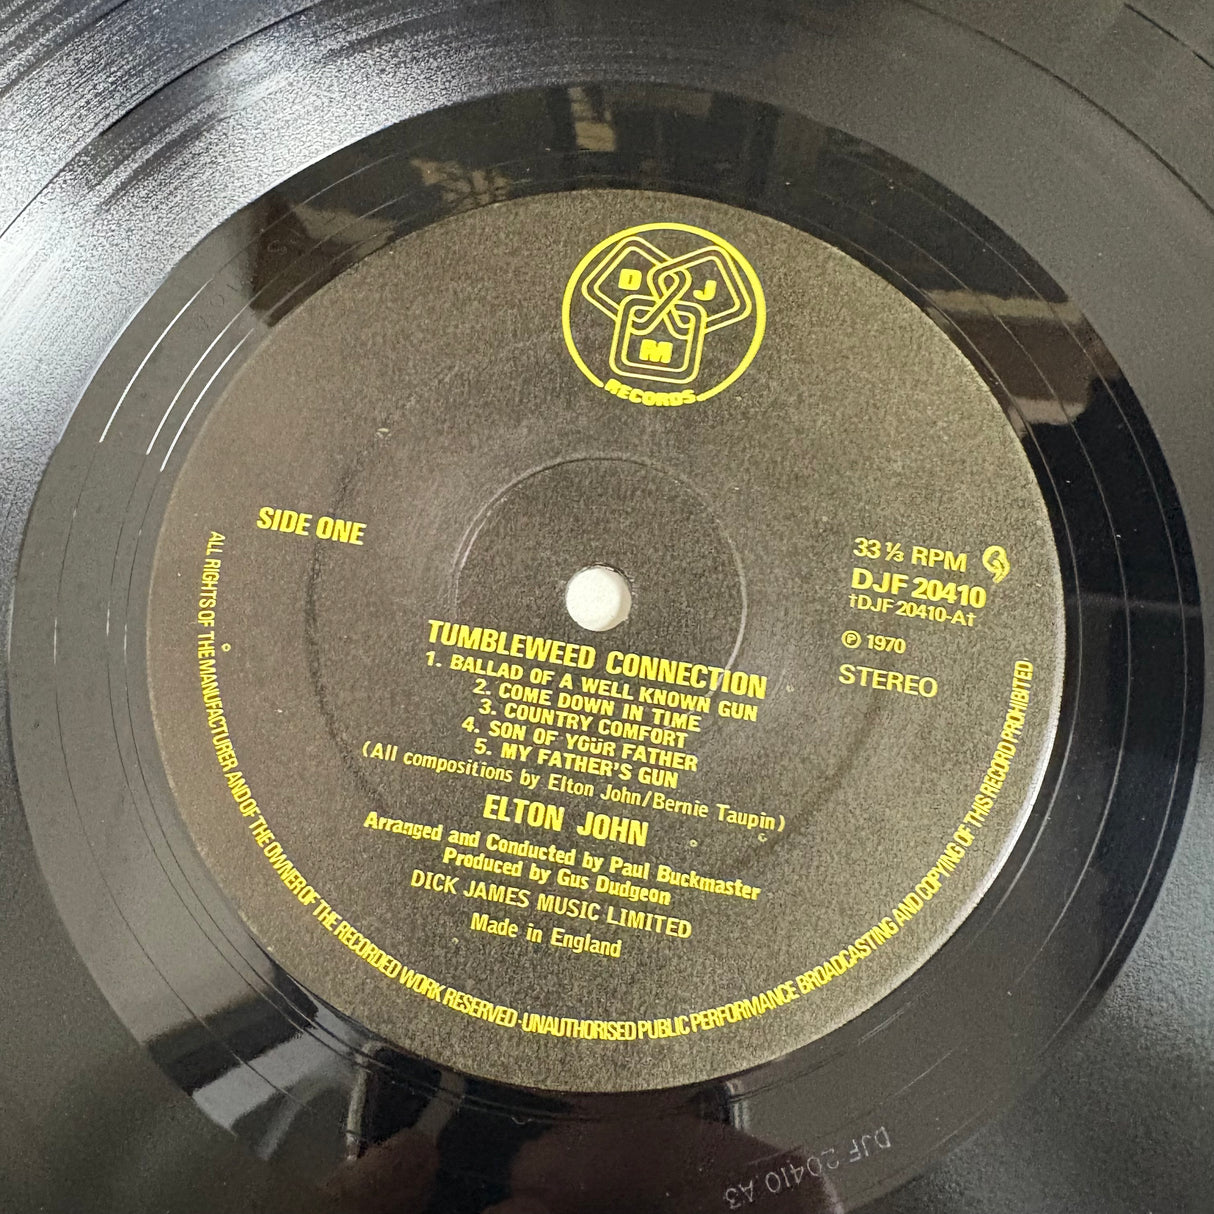 D J
M
RECORDS
SIDE ONE
33 ⅓ RPM
DJF 20410
†DJF 20410-A†
℗ 1970
STEREO
TUMBLEWEED CONNECTION
1. BALLAD OF A WELL KNOWN GUN
2. COME DOWN IN TIME
3. COUNTRY COMFORT
4. SON OF YOUR FATHER
5. MY FATHER'S GUN
(All compositions by Elton John/Bernie Taupin)
ELTON JOHN
Arranged and Conducted by Paul Buckmaster
Produced by Gus Dudgeon
DICK JAMES MUSIC LIMITED
Made in England
ALL RIGHTS OF THE MANUFACTURER AND OF THE OWNER OF THE RECORDED WORK RESERVED · UNAUTHORISED PUBLIC PERFORMANCE BROADCASTING AND COPYING OF THIS RECORD PROHIBITED
DJF 20410 A3